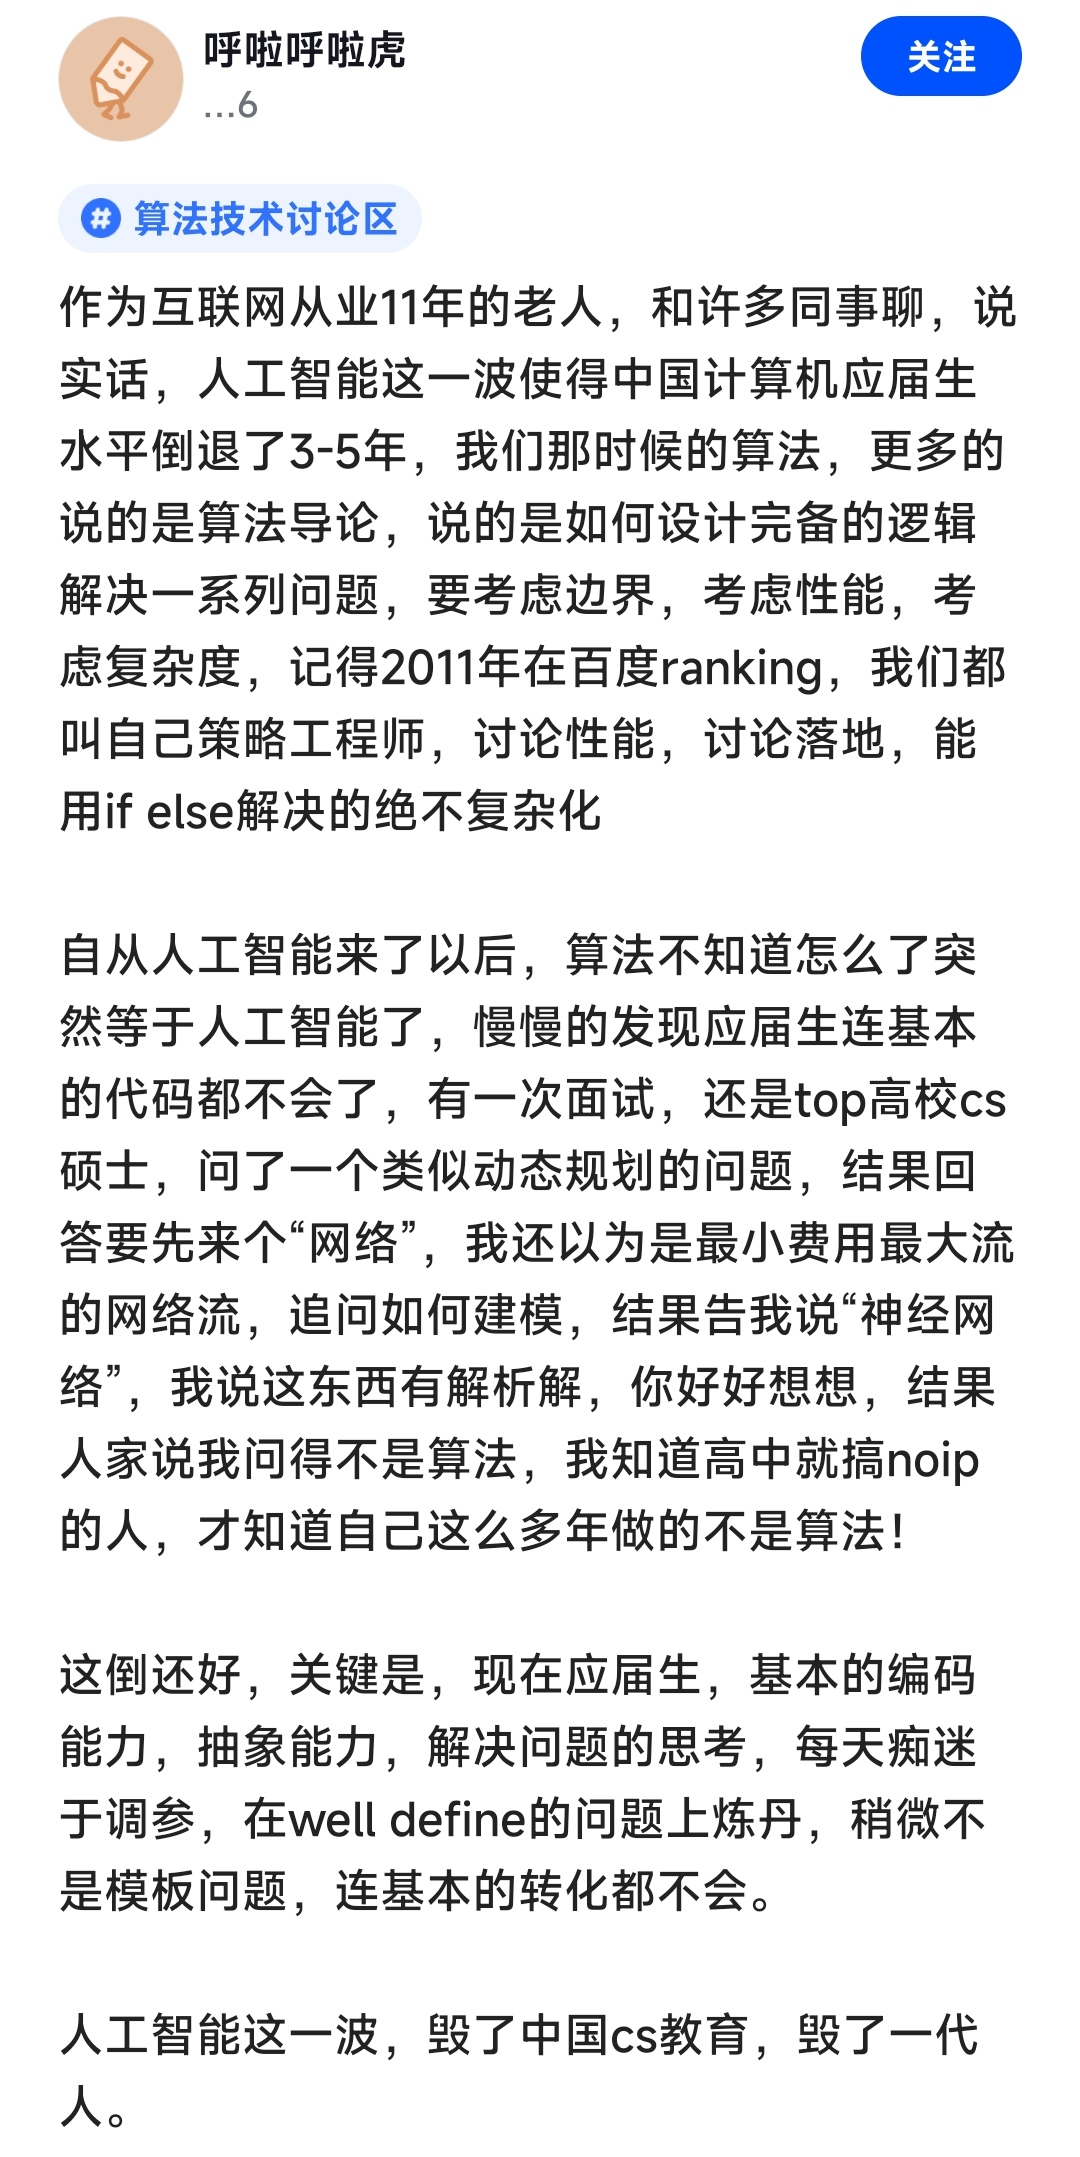 呼啦呼啦虎
...6
关注
# 算法技术讨论区
作为互联网从业11年的老人，和许多同事聊，说
实话，人工智能这一波使得中国计算机应届生
水平倒退了3-5年，我们那时候的算法，更多的
说的是算法导论，说的是如何设计完备的逻辑
解决一系列问题，要考虑边界，考虑性能，考
虑复杂度，记得2011年在百度ranking，我们都
叫自己策略工程师，讨论性能，讨论落地，能
用if else解决的绝不复杂化
自从人工智能来了以后，算法不知道怎么了突
然等于人工智能了，慢慢的发现应届生连基本
的代码都不会了，有一次面试，还是top高校cs
硕士，问了一个类似动态规划的问题，结果回
答要先来个“网络”，我还以为是最小费用最大流
的网络流，追问如何建模，结果告我说“神经网
络”，我说这东西有解析解，你好好想想，结果
人家说我问得不是算法，我知道高中就搞noip
的人，才知道自己这么多年做的不是算法！
这倒还好，关键是，现在应届生，基本的编码
能力，抽象能力，解决问题的思考，每天痴迷
于调参，在well define的问题上炼丹，稍微不
是模板问题，连基本的转化都不会。
人工智能这一波，毁了中国cs教育，毁了一代
人。